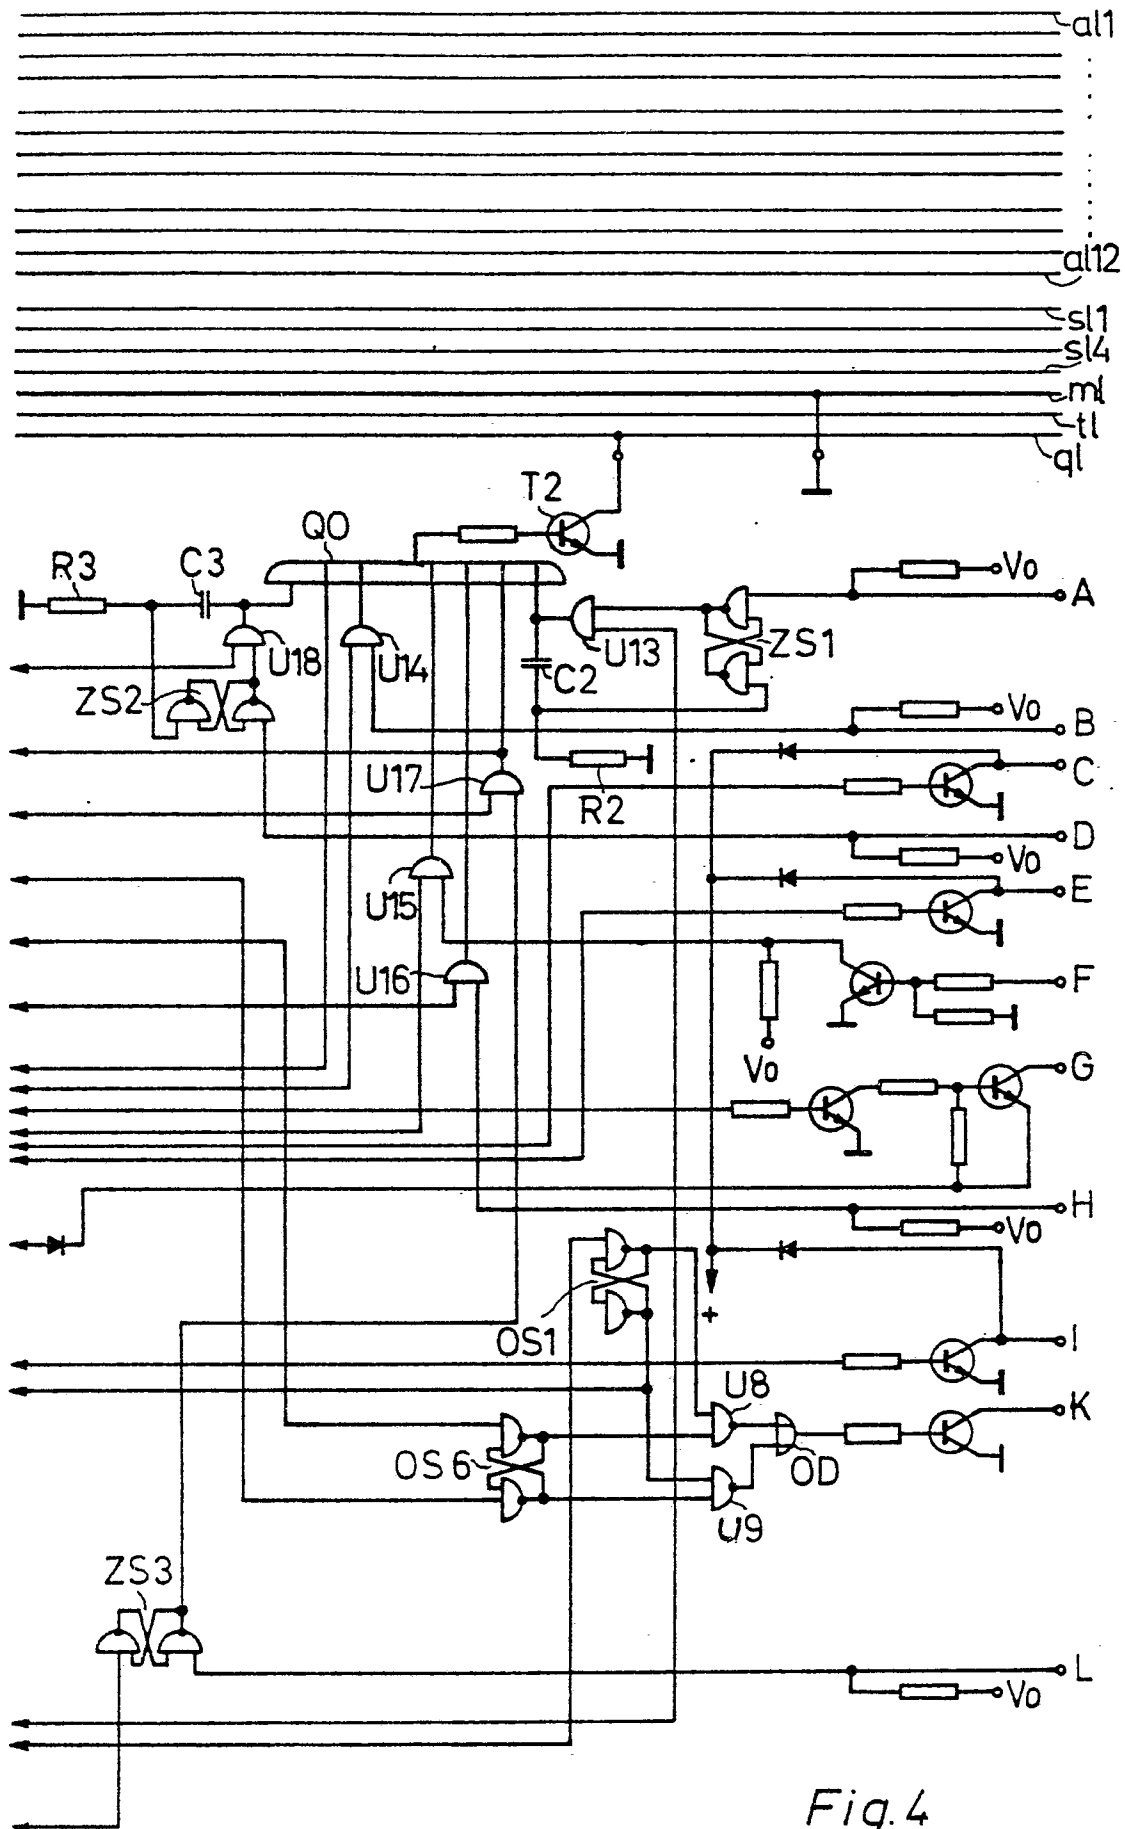 al1
al12
sl1
sl4
ml
tl
ql
T2
QO
R3
C3
Vo
A
U18
U14
U13
ZS1
C2
ZS2
Vo
B
U17
R2
C
D
Vo
U15
E
U16
F
Vo
G
H
Vo
+
OS1
I
U8
K
OS6
OD
U9
ZS3
L
Vo
Fig.4